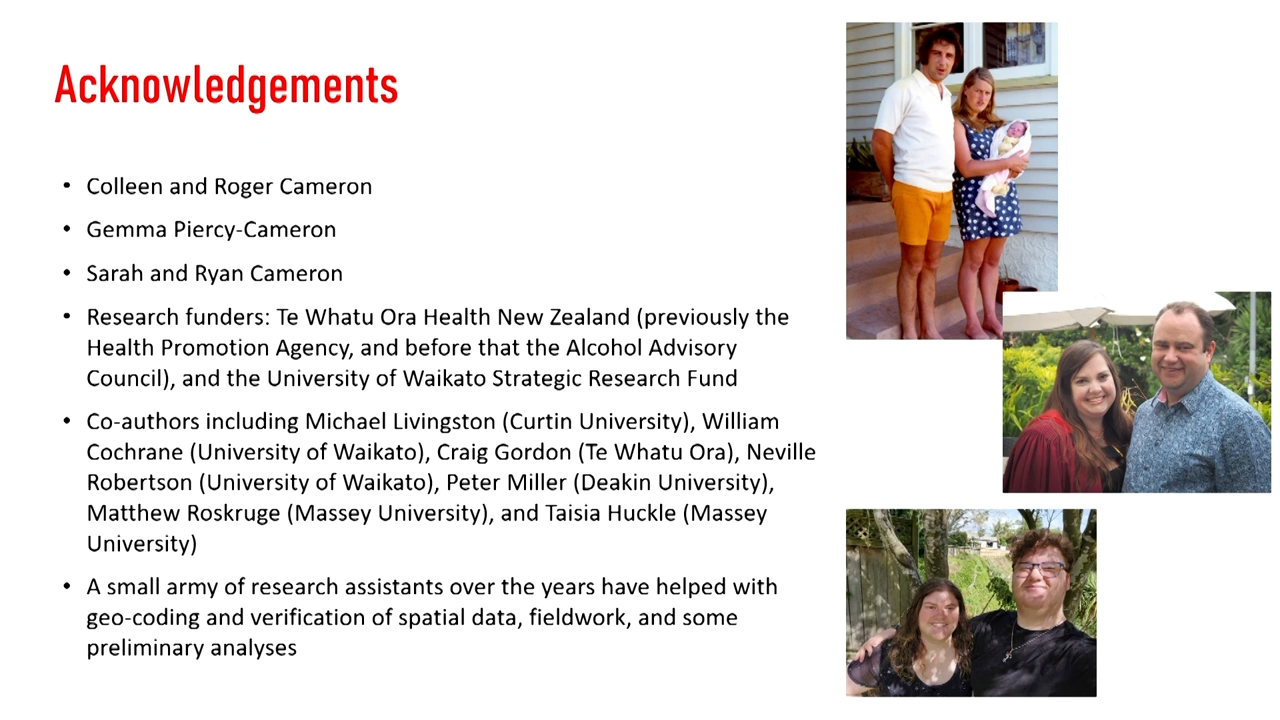 Acknowledgements
• Colleen and Roger Cameron
• Gemma Piercy-Cameron
• Sarah and Ryan Cameron
• Research funders: Te Whatu Ora Health New Zealand (previously the
Health Promotion Agency, and before that the Alcohol Advisory
Council), and the University of Waikato Strategic Research Fund
• Co-authors including Michael Livingston (Curtin University), William
Cochrane (University of Waikato), Craig Gordon (Te Whatu Ora), Neville
Robertson (University of Waikato), Peter Miller (Deakin University),
Matthew Roskruge (Massey University), and Taisia Huckle (Massey
University)
• A small army of research assistants over the years have helped with
geo-coding and verification of spatial data, fieldwork, and some
preliminary analyses